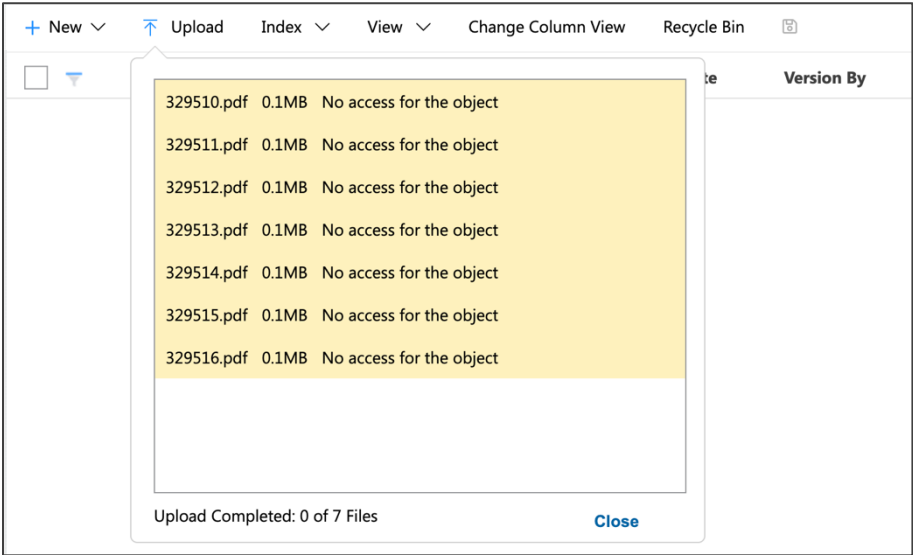 + New Upload Index View Change Column View Recycle Bin
te Version By
329510.pdf 0.1MB No access for the object
329511.pdf 0.1MB No access for the object
329512.pdf 0.1MB No access for the object
329513.pdf 0.1MB No access for the object
329514.pdf 0.1MB No access for the object
329515.pdf 0.1MB No access for the object
329516.pdf 0.1MB No access for the object
Upload Completed: 0 of 7 Files Close